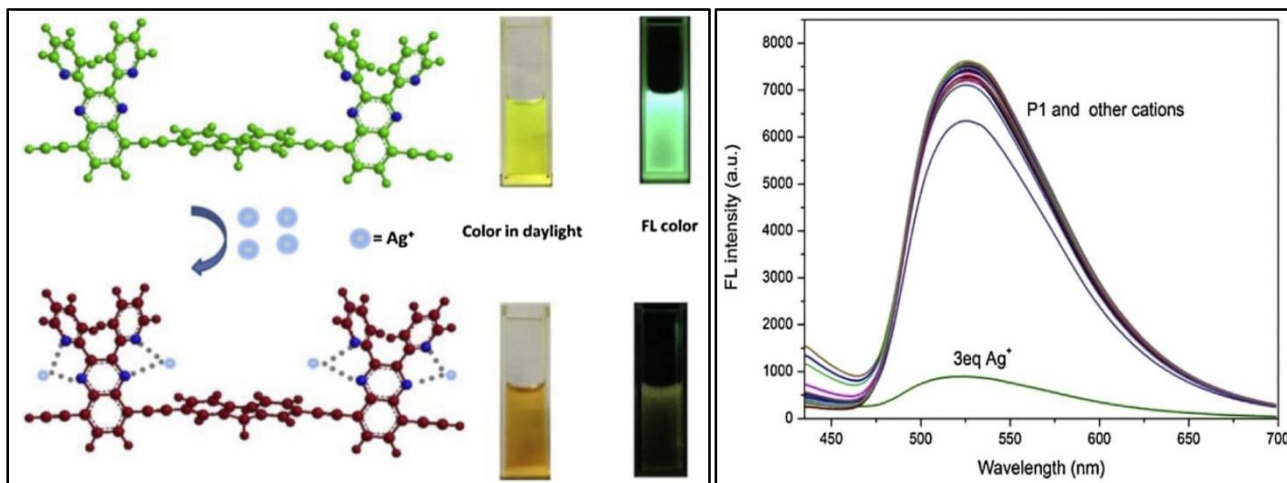 Color in daylight
FL color
= Ag⁺
FL intensity (a.u.)
8000
7000
6000
5000
4000
3000
2000
1000
0
P1 and other cations
3eq Ag⁺
450
500
550
600
650
700
Wavelength (nm)